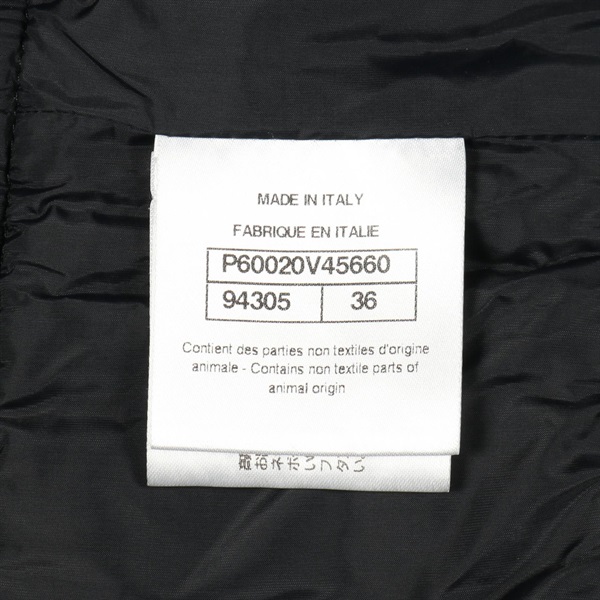 MADE IN ITALY
FABRIQUE EN ITALIE
P60020V45660
94305 36
Contient des parties non textiles d'origine
animale - Contains non textile parts of
animal origin